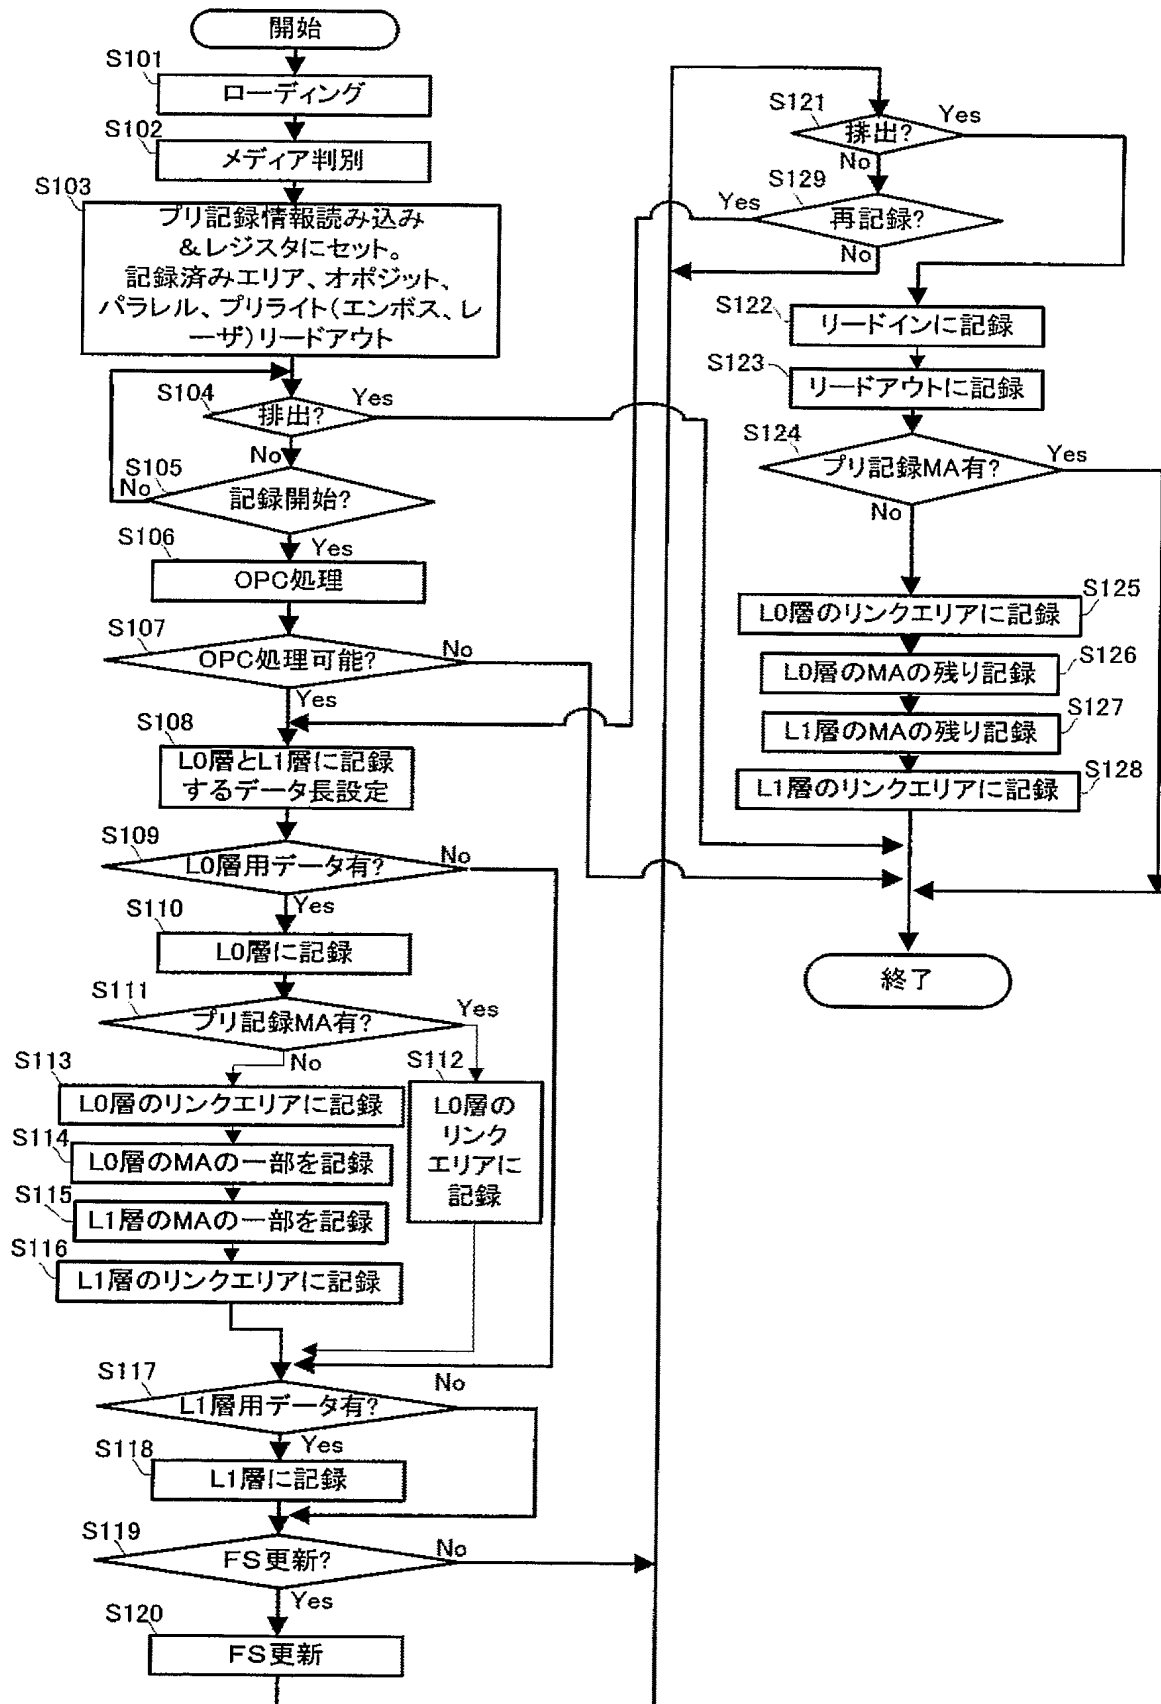 開始
S101
ローディング
S102
メディア判別
S103
プリ記録情報読み込み
&レジスタにセット。
記録済みエリア、オポジット、
パラレル、プリライト(エンボス、レ
ーザ)リードアウト
S104
排出?
Yes
No
S105
No
記録開始?
Yes
S106
OPC処理
S107
OPC処理可能?
No
Yes
S108
L0層とL1層に記録
するデータ長設定
S109
L0層用データ有?
No
Yes
S110
L0層に記録
S111
プリ記録MA有?
Yes
No
S112
L0層の
リンク
エリアに
記録
S113
L0層のリンクエリアに記録
S114
L0層のMAの一部を記録
S115
L1層のMAの一部を記録
S116
L1層のリンクエリアに記録
S117
L1層用データ有?
No
Yes
S118
L1層に記録
S119
FS更新?
No
Yes
S120
FS更新
S121
排出?
Yes
No
S129
Yes
再記録?
No
S122
リードインに記録
S123
リードアウトに記録
S124
プリ記録MA有?
Yes
No
S125
L0層のリンクエリアに記録
S126
L0層のMAの残り記録
S127
L1層のMAの残り記録
S128
L1層のリンクエリアに記録
終了